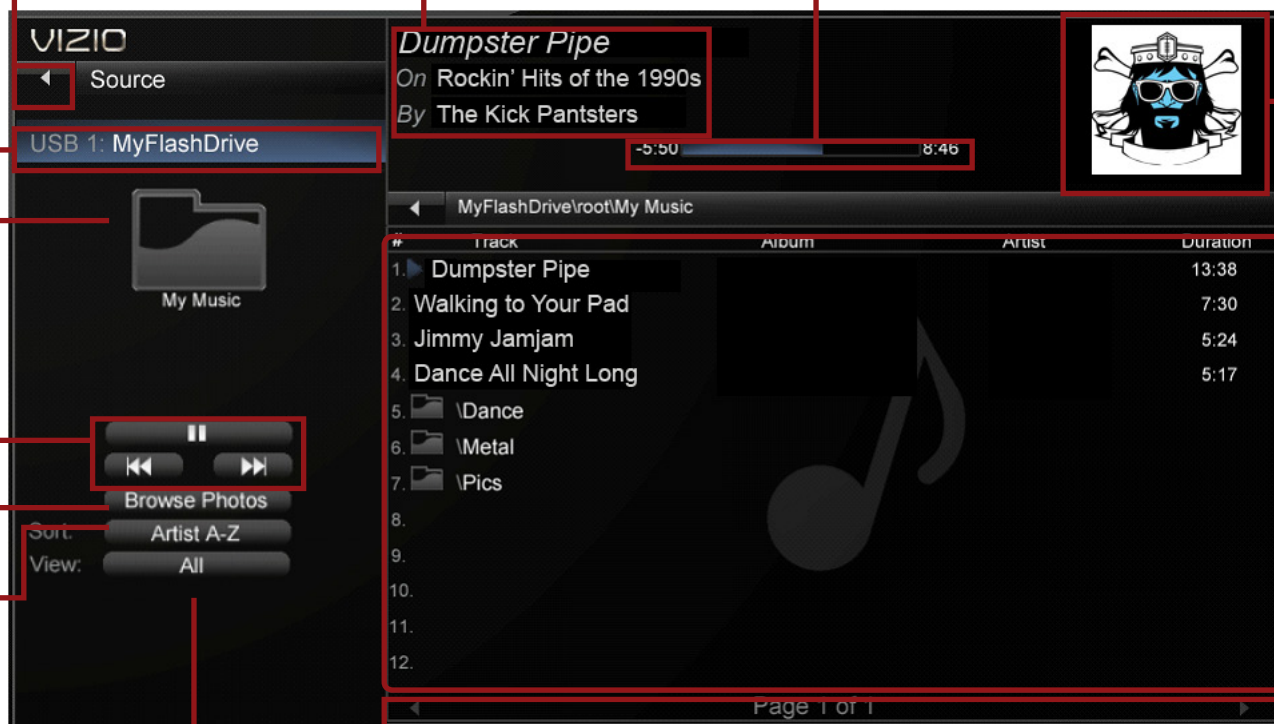 VIZIO
Source
USB 1: MyFlashDrive
My Music
Browse Photos
Sort: Artist A-Z
View: All
Dumpster Pipe
On Rockin' Hits of the 1990s
By The Kick Pantsters
-5:50 8:46
MyFlashDrive\root\My Music
# Track Album Artist Duration
1. Dumpster Pipe 13:38
2. Walking to Your Pad 7:30
3. Jimmy Jamjam 5:24
4. Dance All Night Long 5:17
5. \Dance
6. \Metal
7. \Pics
8.
9.
10.
11.
12.
Page 1 of 1